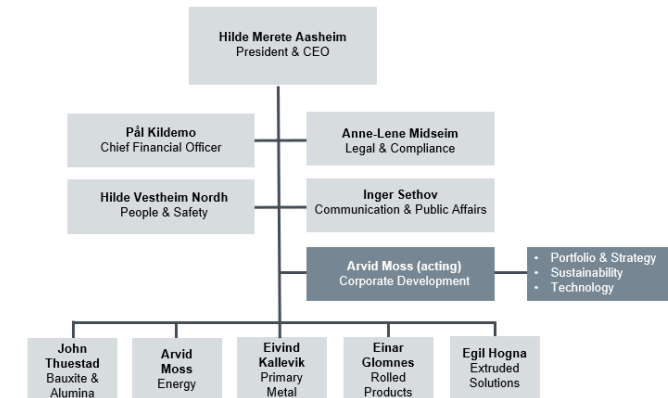 Hilde Merete Aasheim
President & CEO
Pål Kildemo
Chief Financial Officer
Anne-Lene Midseim
Legal & Compliance
Hilde Vestheim Nordh
People & Safety
Inger Sethov
Communication & Public Affairs
Arvid Moss (acting)
Corporate Development
• Portfolio & Strategy
• Sustainability
• Technology
John
Thuestad
Bauxite &
Alumina
Arvid
Moss
Energy
Eivind
Kallevik
Primary
Metal
Einar
Glomnes
Rolled
Products
Egil Hogna
Extruded
Solutions